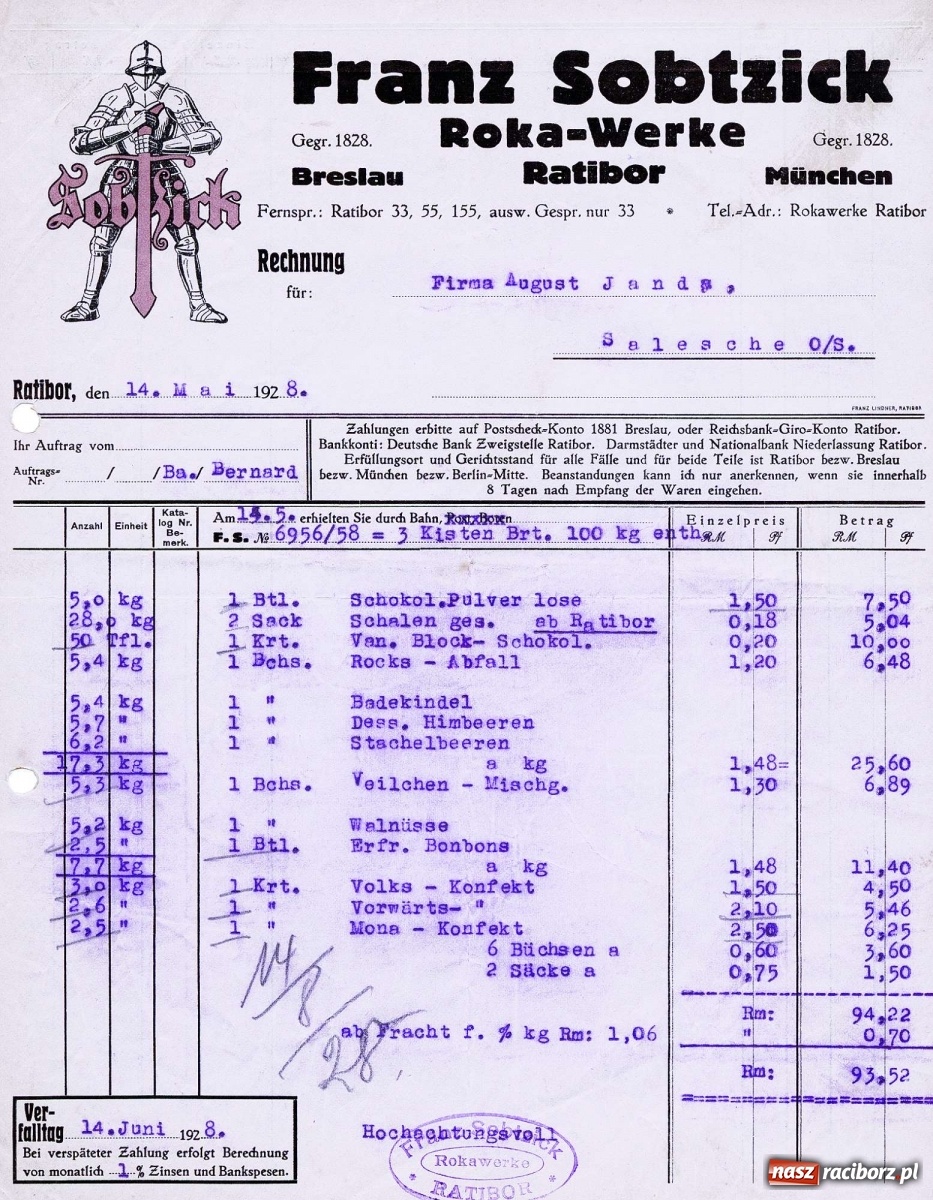 Franz Sobtzick
Gegr. 1828. Roka=Werke Gegr. 1828.
Breslau Ratibor München
Sobtzick
Fernspr.: Ratibor 33, 55, 155, ausw. Gespr. nur 33 * Tel.=Adr.: Rokawerke Ratibor
Rechnung
für: Firma August Janda,
Salesche O/S.
Ratibor, den 14. Mai 1928.
FRANZ LINDNER, RATIBOR
Ihr Auftrag vom
Auftrags=Nr. / / /Ba./ Bernard
Zahlungen erbitte auf Postscheck=Konto 1881 Breslau, oder Reichsbank=Giro=Konto Ratibor.
Bankkonti: Deutsche Bank Zweigstelle Ratibor. Darmstädter und Nationalbank Niederlassung Ratibor.
Erfüllungsort und Gerichtsstand für alle Fälle und für beide Teile ist Ratibor bezw. Breslau
bezw. München bezw. Berlin=Mitte. Beanstandungen kann ich nur anerkennen, wenn sie innerhalb
8 Tagen nach Empfang der Waren eingehen.
Anzahl Einheit Kata-log Nr. Be-merk. Am 14.5. erhielten Sie durch Bahn, Einzelpreis Betrag
F. S. № 6956/58 = 3 Kisten Brt. 100 kg enth. RM Pf RM Pf
5,0 kg 1 Btl. Schokol.Pulver lose 1,50 7,50
28,0 kg 2 Sack Schalen ges. ab Ratibor 0,18 5,04
50 Tfl. 1 Krt. Van. Block- Schokol. 0,20 10,00
5,4 kg 1 Bchs. Rocks - Abfall 1,20 6,48
5,4 kg 1 " Badekindel
5,7 " 1 " Dess. Himbeeren
6,2 " 1 " Stachelbeeren
17,3 kg a kg 1,48= 25,60
5,3 kg 1 Bchs. Veilchen - Mischg. 1,30 6,89
5,2 kg 1 " Walnüsse
2,5 " 1 Btl. Erfr. Bonbons
7,7 kg a kg 1,48 11,40
3,0 kg 1 Krt. Volks - Konfekt 1,50 4,50
2,6 " 1 " Vorwärts- " 2,10 5,46
2,5 " 1 " Mona - Konfekt 2,50 6,25
6 Büchsen a 0,60 3,60
2 Säcke a 0,75 1,50
14/8
/28.
Rm: 94,22
ab Fracht f. % kg Rm: 1,06 " 0,70
Rm: 93,52
Ver-
falltag 14.Juni 1928.
Bei verspäteter Zahlung erfolgt Berechnung
von monatlich 1 % Zinsen und Bankspesen.
Hochachtungsvoll
Franz Sobtzick
Rokawerke
* RATIBOR *
nasz raciborz.pl